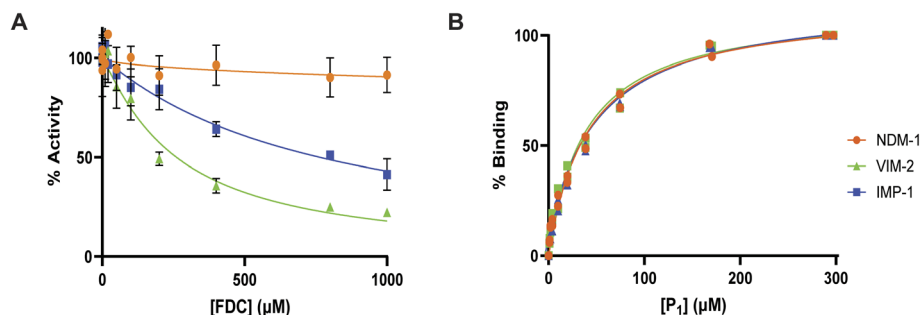 A
% Activity
100
50
0
0
500
1000
[FDC] (µM)
B
% Binding
100
50
0
0
100
200
300
[P₁] (µM)
NDM-1
VIM-2
IMP-1